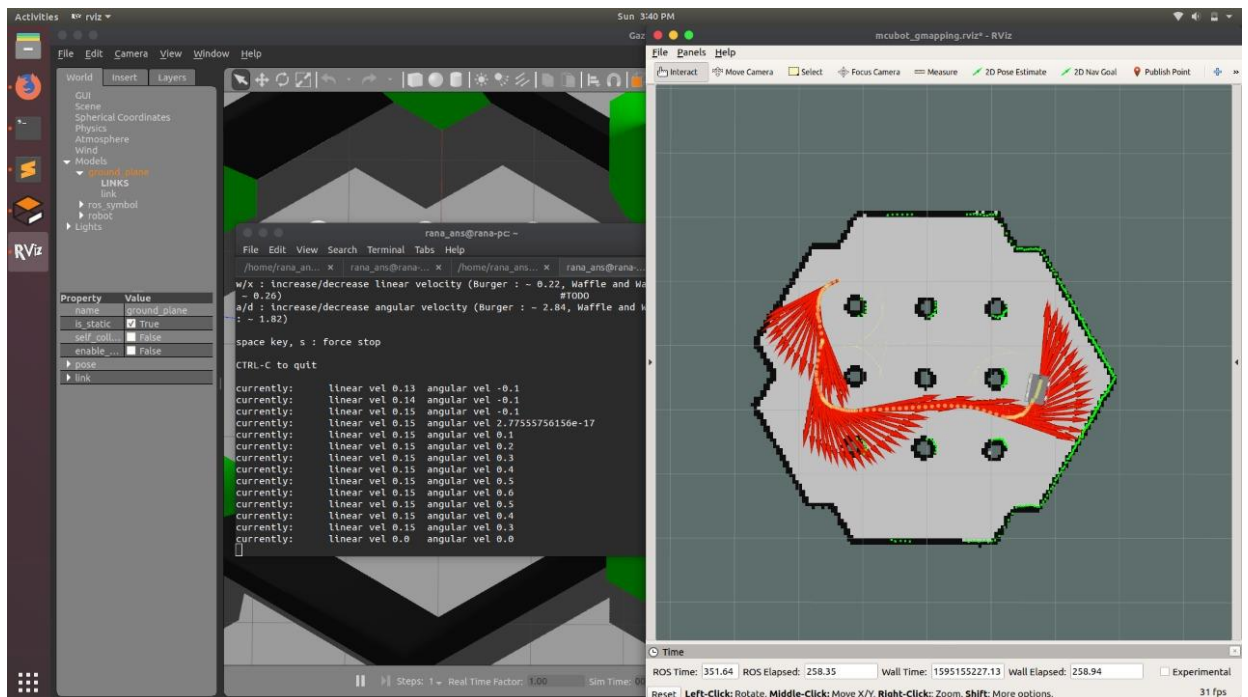 Activities
rviz
Sun 3:40 PM
Gaz
mcubot_gmapping.rviz* - RViz
File Edit Camera View Window Help
File Panels Help
World Insert Layers
Interact Move Camera Select Focus Camera Measure 2D Pose Estimate 2D Nav Goal Publish Point »
GUI
Scene
Spherical Coordinates
Physics
Atmosphere
Wind
Models
ground_plane
LINKS
link
ros_symbol
robot
Lights
RViz
Property Value
name ground_plane
is_static True
self_coll... False
enable_... False
pose
link
rana_ans@rana-pc: ~
File Edit View Search Terminal Tabs Help
/home/rana_an... × rana_ans@rana-... × /home/rana_ans... × rana_ans@rana-...
w/x : increase/decrease linear velocity (Burger : ~ 0.22, Waffle and Wa
~ 0.26) #TODO
a/d : increase/decrease angular velocity (Burger : ~ 2.84, Waffle and W
: ~ 1.82)
space key, s : force stop
CTRL-C to quit
currently: linear vel 0.13 angular vel -0.1
currently: linear vel 0.14 angular vel -0.1
currently: linear vel 0.15 angular vel -0.1
currently: linear vel 0.15 angular vel 2.77555756156e-17
currently: linear vel 0.15 angular vel 0.1
currently: linear vel 0.15 angular vel 0.2
currently: linear vel 0.15 angular vel 0.3
currently: linear vel 0.15 angular vel 0.4
currently: linear vel 0.15 angular vel 0.5
currently: linear vel 0.15 angular vel 0.6
currently: linear vel 0.15 angular vel 0.5
currently: linear vel 0.15 angular vel 0.4
currently: linear vel 0.15 angular vel 0.3
currently: linear vel 0.0 angular vel 0.0
Steps: 1 Real Time Factor: 1.00 Sim Time: 00
Time
ROS Time: 351.64 ROS Elapsed: 258.35 Wall Time: 1595155227.13 Wall Elapsed: 258.94 Experimental
Reset Left-Click: Rotate. Middle-Click: Move X/Y. Right-Click:: Zoom. Shift: More options. 31 fps